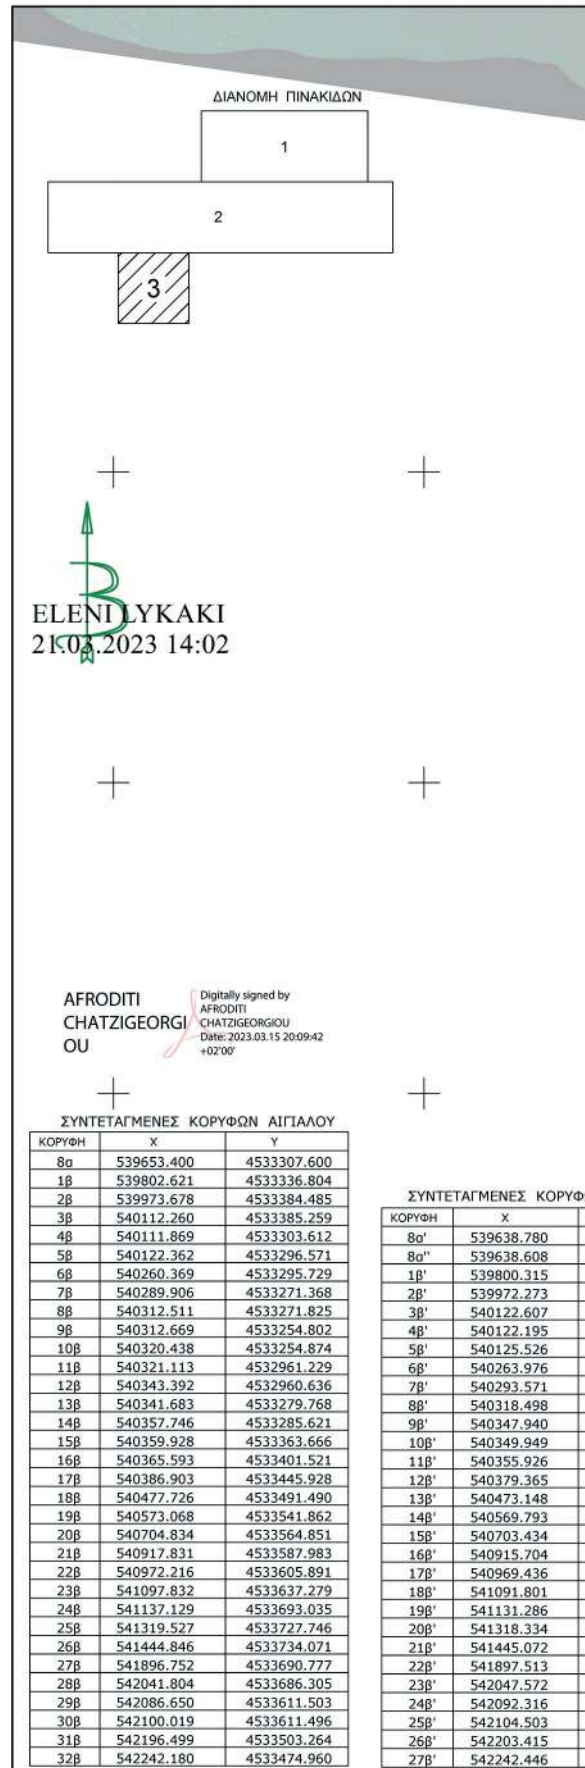 ΔΙΑΝΟΜΗ ΠΙΝΑΚΙΔΩΝ
1
2
3
ELENI LYKAKI
21.03.2023 14:02
AFRODITI
CHATZIGEORGI
OU
Digitally signed by
AFRODITI
CHATZIGEORGIOU
Date: 2023.03.15 20:09:42
+02'00'
ΣΥΝΤΕΤΑΓΜΕΝΕΣ ΚΟΡΥΦΩΝ ΑΙΓΙΑΛΟΥ
ΚΟΡΥΦΗ X Y
8α 539653.400 4533307.600
1β 539802.621 4533336.804
2β 539973.678 4533384.485
3β 540112.260 4533385.259
4β 540111.869 4533303.612
5β 540122.362 4533296.571
6β 540260.369 4533295.729
7β 540289.906 4533271.368
8β 540312.511 4533271.825
9β 540312.669 4533254.802
10β 540320.438 4533254.874
11β 540321.113 4532961.229
12β 540343.392 4532960.636
13β 540341.683 4533279.768
14β 540357.746 4533285.621
15β 540359.928 4533363.666
16β 540365.593 4533401.521
17β 540386.903 4533445.928
18β 540477.726 4533491.490
19β 540573.068 4533541.862
20β 540704.834 4533564.851
21β 540917.831 4533587.983
22β 540972.216 4533605.891
23β 541097.832 4533637.279
24β 541137.129 4533693.035
25β 541319.527 4533727.746
26β 541444.846 4533734.071
27β 541896.752 4533690.777
28β 542041.804 4533686.305
29β 542086.650 4533611.503
30β 542100.019 4533611.496
31β 542196.499 4533503.264
32β 542242.180 4533474.960
ΣΥΝΤΕΤΑΓΜΕΝΕΣ ΚΟΡΥΦ
ΚΟΡΥΦΗ X
8α' 539638.780
8α'' 539638.608
1β' 539800.315
2β' 539972.273
3β' 540122.607
4β' 540122.195
5β' 540125.526
6β' 540263.976
7β' 540293.571
8β' 540318.498
9β' 540347.940
10β' 540349.949
11β' 540355.926
12β' 540379.365
13β' 540473.148
14β' 540569.793
15β' 540703.434
16β' 540915.704
17β' 540969.436
18β' 541091.801
19β' 541131.286
20β' 541318.334
21β' 541445.072
22β' 541897.513
23β' 542047.572
24β' 542092.316
25β' 542104.503
26β' 542203.415
27β' 542242.446